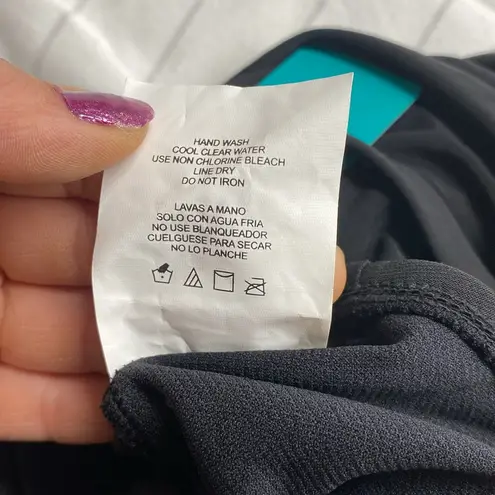 HAND WASH
COOL CLEAR WATER
USE NON CHLORINE BLEACH
LINE DRY
DO NOT IRON
LAVAS A MANO
SOLO CON AGUA FRIA
NO USE BLANQUEADOR
CUELGUESE PARA SECAR
NO LO PLANCHE